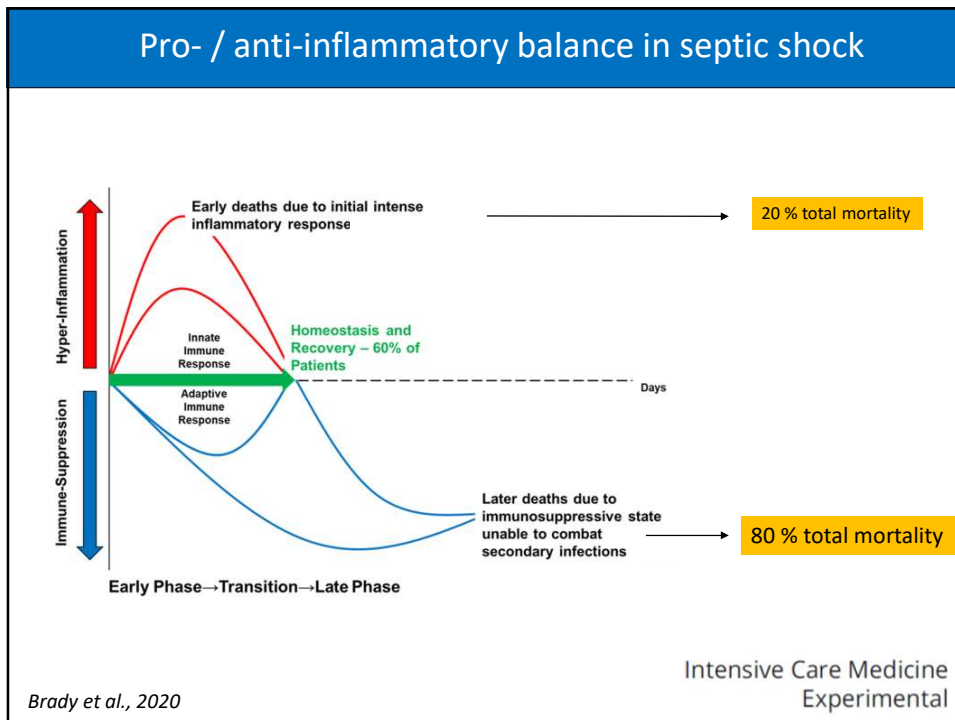 Pro- / anti-inflammatory balance in septic shock
Hyper-Inflammation
Immune-Suppression
Early deaths due to initial intense
inflammatory response
20 % total mortality
Innate
Immune
Response
Homeostasis and
Recovery – 60% of
Patients
Adaptive
Immune
Response
Days
Later deaths due to
immunosuppressive state
unable to combat
secondary infections
80 % total mortality
Early Phase→Transition→Late Phase
Brady et al., 2020
Intensive Care Medicine
Experimental